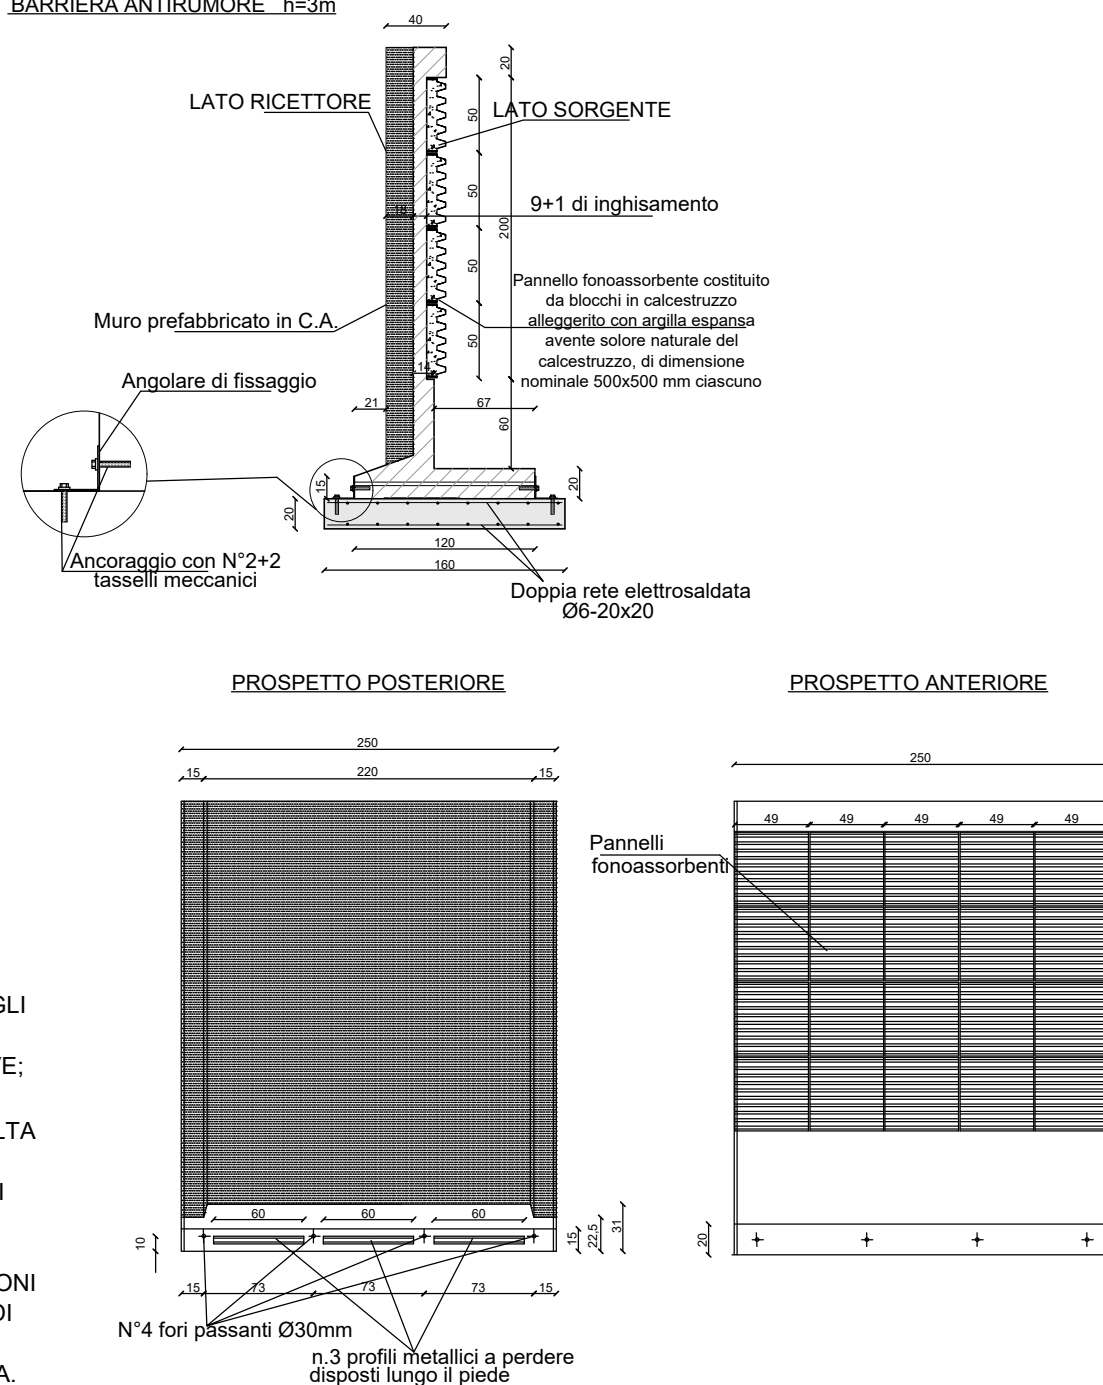 BARRIERA ANTIRUMORE h=3m
40
20
LATO RICETTORE
LATO SORGENTE
50
50
50
50
200
18
9+1 di inghisamento
Pannello fonoassorbente costituito
da blocchi in calcestruzzo
alleggerito con argilla espansa
avente solore naturale del
calcestruzzo, di dimensione
nominale 500x500 mm ciascuno
Muro prefabbricato in C.A.
14
Angolare di fissaggio
21
67
60
15
20
20
120
160
Ancoraggio con N°2+2
tasselli meccanici
Doppia rete elettrosaldata
Ø6-20x20
PROSPETTO POSTERIORE
PROSPETTO ANTERIORE
250
15
220
15
250
49
49
49
49
49
Pannelli
fonoassorbenti
GLI
E;
LTA
I
ONI
DI
A.
60
60
60
10
15
22,5
31
20
15
73
73
73
15
N°4 fori passanti Ø30mm
n.3 profili metallici a perdere
disposti lungo il piede